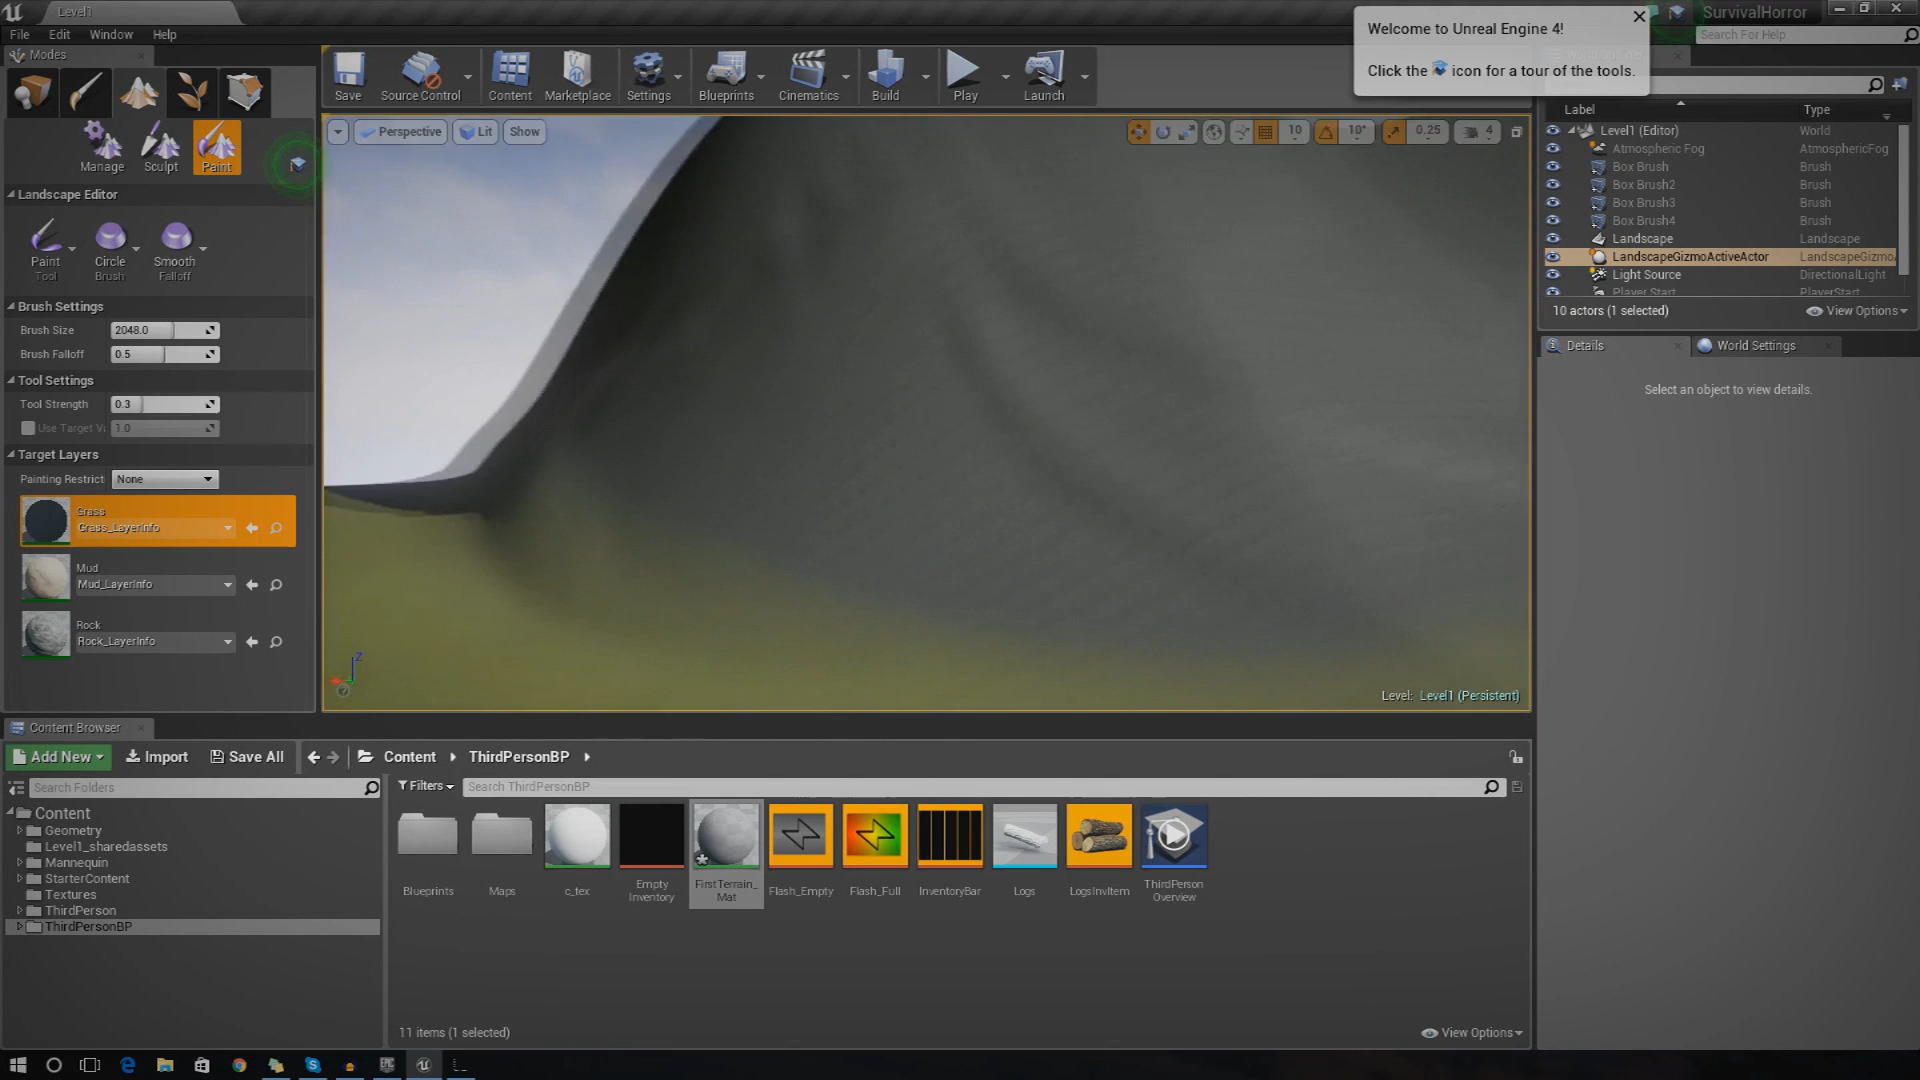 Level1
SurvivalHorror
File Edit Window Help
Search For Help
Welcome to Unreal Engine 4!
Click the icon for a tour of the tools.
Modes
Save
Source Control
Content
Marketplace
Settings
Blueprints
Cinematics
Build
Play
Launch
Manage
Sculpt
Paint
Landscape Editor
Paint
Tool
Circle
Brush
Smooth
Falloff
Brush Settings
Brush Size 2048.0
Brush Falloff 0.5
Tool Settings
Tool Strength 0.3
Use Target V 1.0
Target Layers
Painting Restrict None
Grass
Grass_LayerInfo
Mud
Mud_LayerInfo
Rock
Rock_LayerInfo
Perspective
Lit
Show
10
10°
0.25
4
Z
Level: Level1 (Persistent)
Label Type
Level1 (Editor) World
Atmospheric Fog AtmosphericFog
Box Brush Brush
Box Brush2 Brush
Box Brush3 Brush
Box Brush4 Brush
Landscape Landscape
LandscapeGizmoActiveActor LandscapeGizmo
Light Source DirectionalLight
Player Start PlayerStart
10 actors (1 selected)
View Options
Details
World Settings
Select an object to view details.
Content Browser
Add New
Import
Save All
Content
ThirdPersonBP
Search Folders
Filters
Search ThirdPersonBP
Content
Geometry
Level1_sharedassets
Mannequin
StarterContent
Textures
ThirdPerson
ThirdPersonBP
Blueprints
Maps
c_tex
Empty
Inventory
FirstTerrain_
Mat
Flash_Empty
Flash_Full
InventoryBar
Logs
LogsInvItem
ThirdPerson
Overview
11 items (1 selected)
View Options